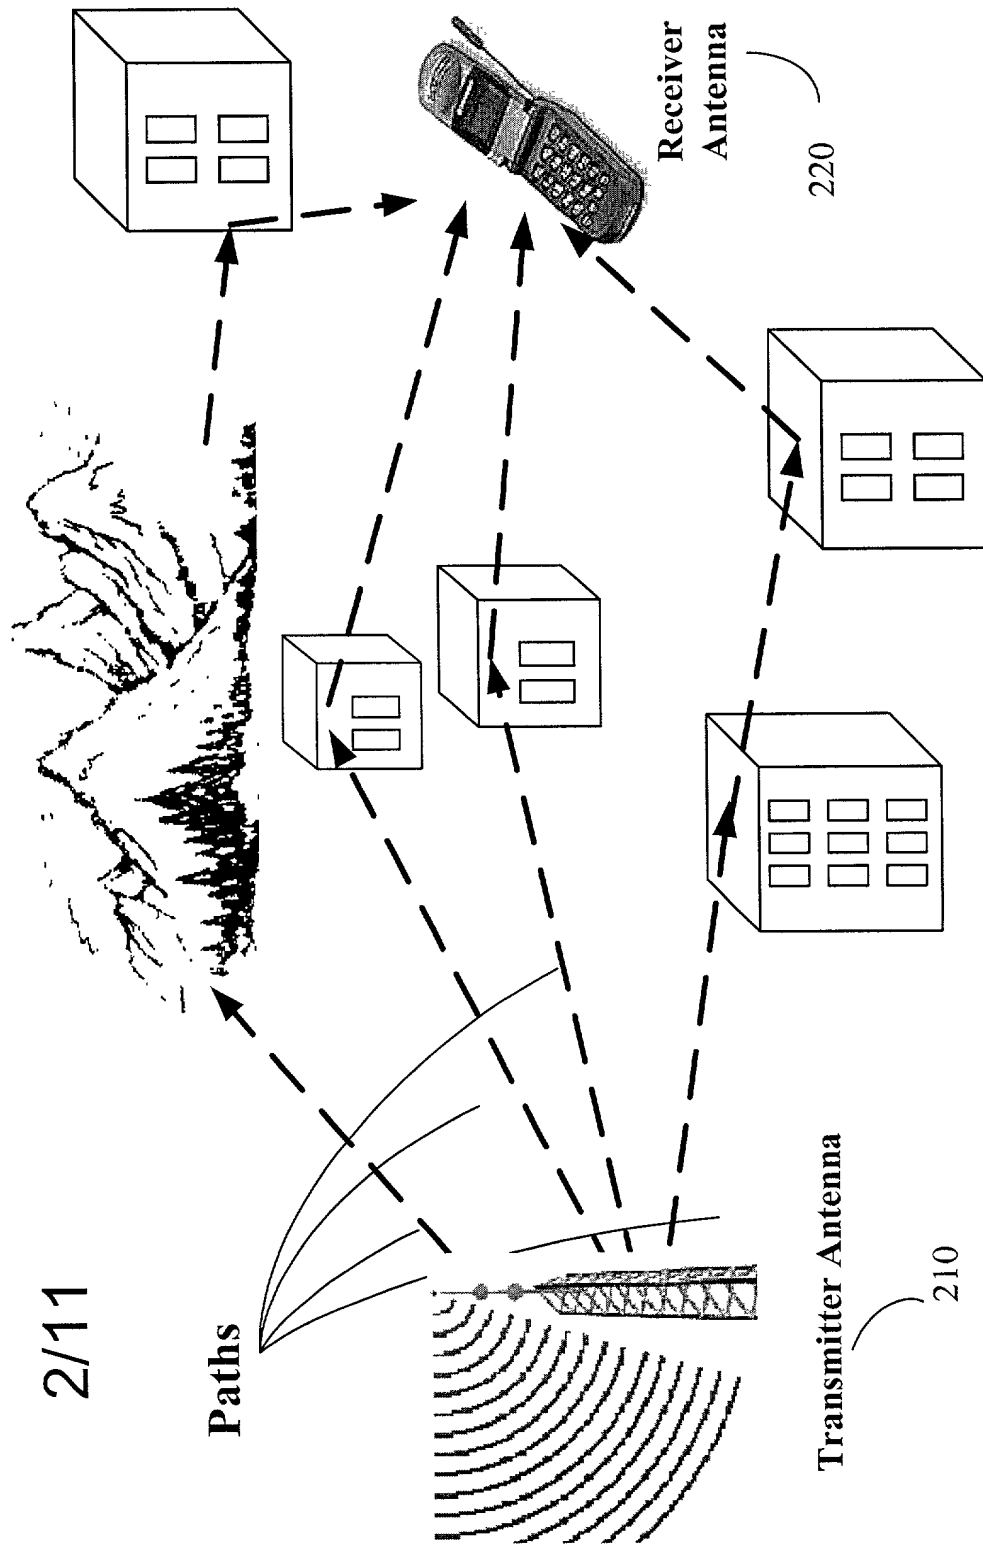 2/11
Paths
Transmitter Antenna
210
Receiver
Antenna
220